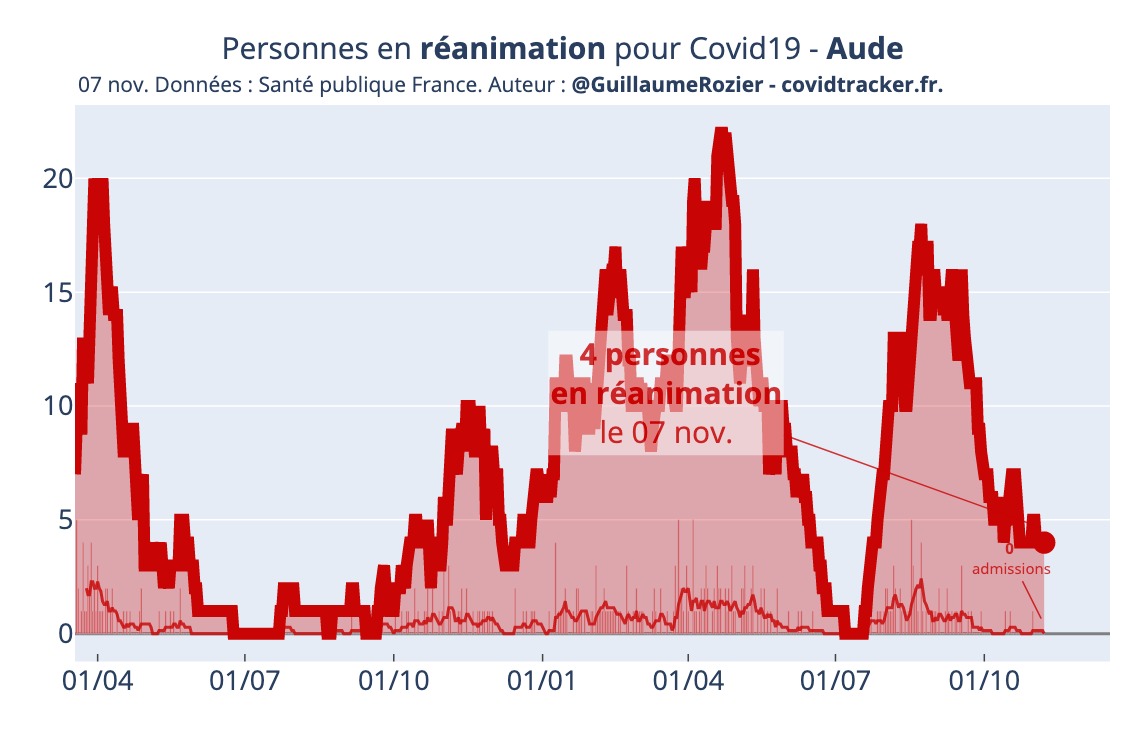 Personnes en réanimation pour Covid19 - Aude
07 nov. Données : Santé publique France. Auteur : @GuillaumeRozier - covidtracker.fr.
20
15
10
5
0
4 personnes
en réanimation
le 07 nov.
0
admissions
01/04
01/07
01/10
01/01
01/04
01/07
01/10